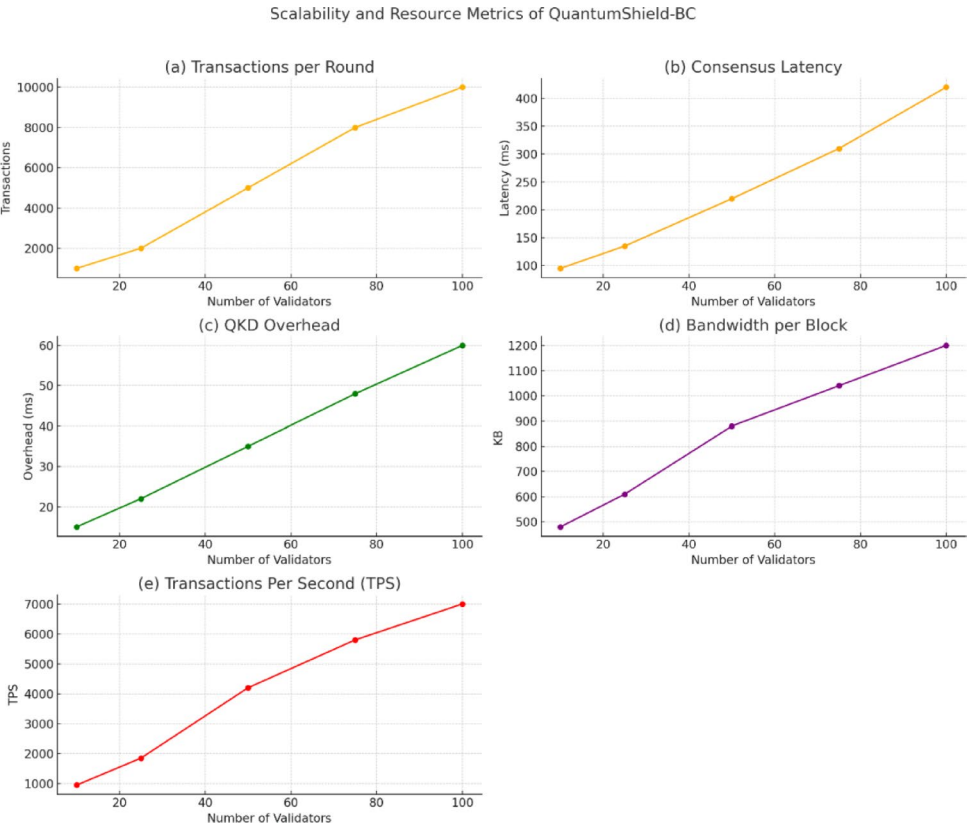 Scalability and Resource Metrics of QuantumShield-BC
(a) Transactions per Round
Transactions
10000
8000
6000
4000
2000
20 40 60 80 100
Number of Validators
(b) Consensus Latency
Latency (ms)
400
350
300
250
200
150
100
20 40 60 80 100
Number of Validators
(c) QKD Overhead
Overhead (ms)
60
50
40
30
20
20 40 60 80 100
Number of Validators
(d) Bandwidth per Block
KB
1200
1100
1000
900
800
700
600
500
20 40 60 80 100
Number of Validators
(e) Transactions Per Second (TPS)
TPS
7000
6000
5000
4000
3000
2000
1000
20 40 60 80 100
Number of Validators